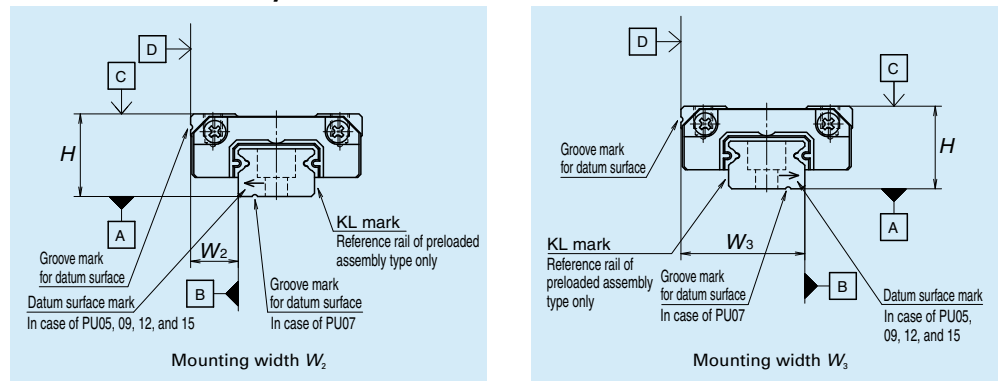 D
C
H
A
KL mark
Reference rail of preloaded
assembly type only
Groove mark
for datum surface
W2
B
Groove mark
for datum surface
In case of PU07
Datum surface mark
In case of PU05, 09, 12, and 15
Mounting width W₂
D
C
H
Groove mark
for datum surface
A
KL mark
Reference rail of
preloaded assembly
type only
W3
Groove mark
for datum surface
In case of PU07
B
Datum surface mark
In case of PU05,
09, 12, and 15
Mounting width W₃